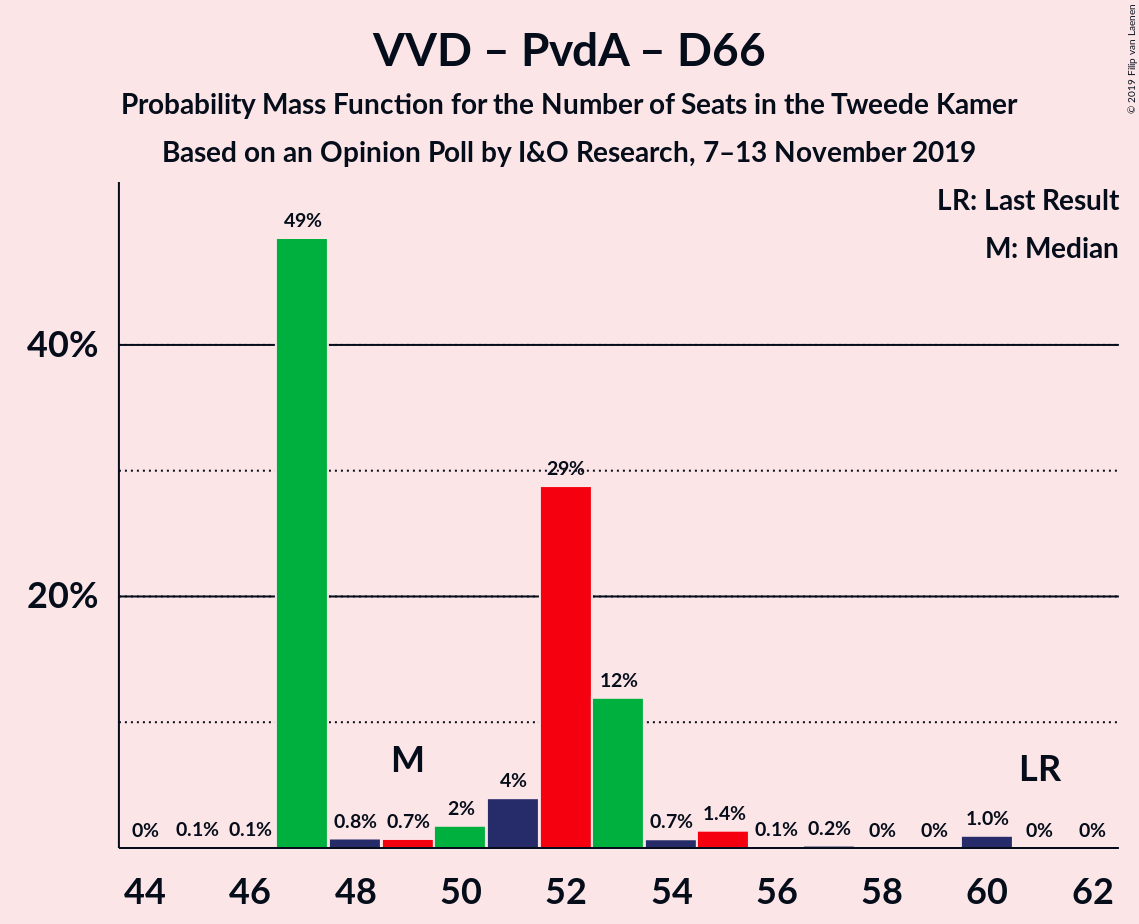 VVD – PvdA – D66
Probability Mass Function for the Number of Seats in the Tweede Kamer
Based on an Opinion Poll by I&O Research, 7–13 November 2019
© 2019 Filip van Laenen
LR: Last Result
M: Median
40%
20%
0%
0.1%
0.1%
49%
0.8%
0.7%
2%
4%
29%
12%
0.7%
1.4%
0.1%
0.2%
0%
0%
1.0%
0%
0%
M
LR
44 46 48 50 52 54 56 58 60 62